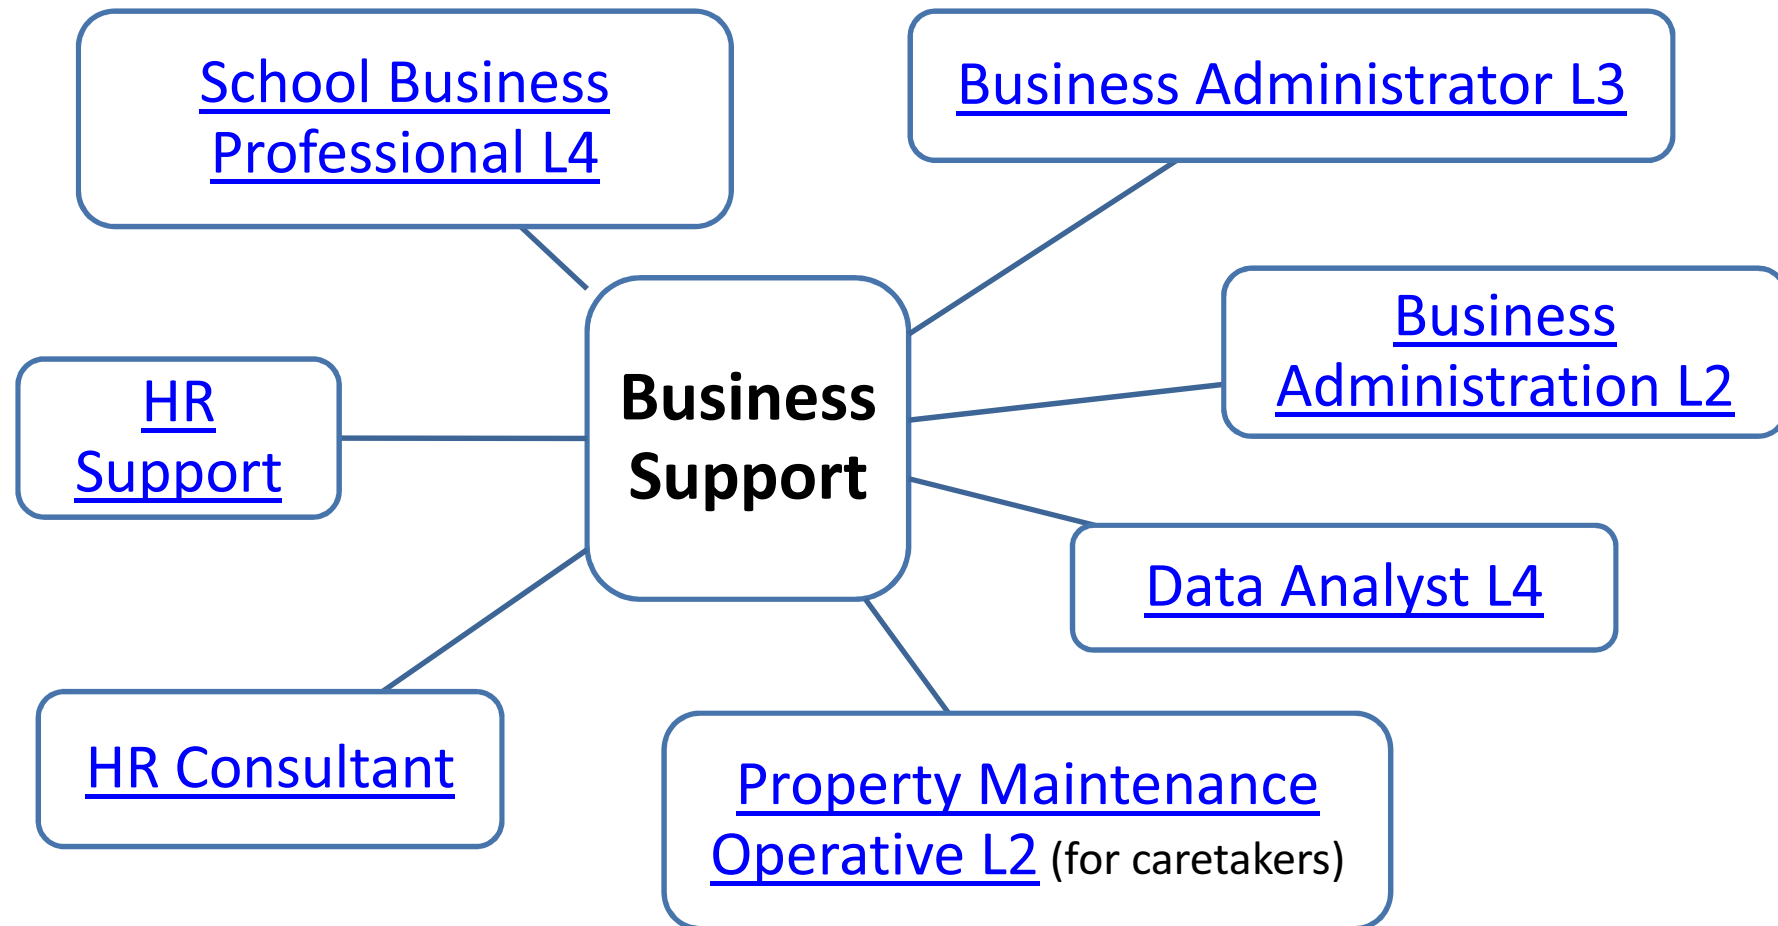 School Business
Professional L4
Business Administrator L3
Business
Administration L2
HR
Support
Business
Support
Data Analyst L4
HR Consultant
Property Maintenance
Operative L2 (for caretakers)